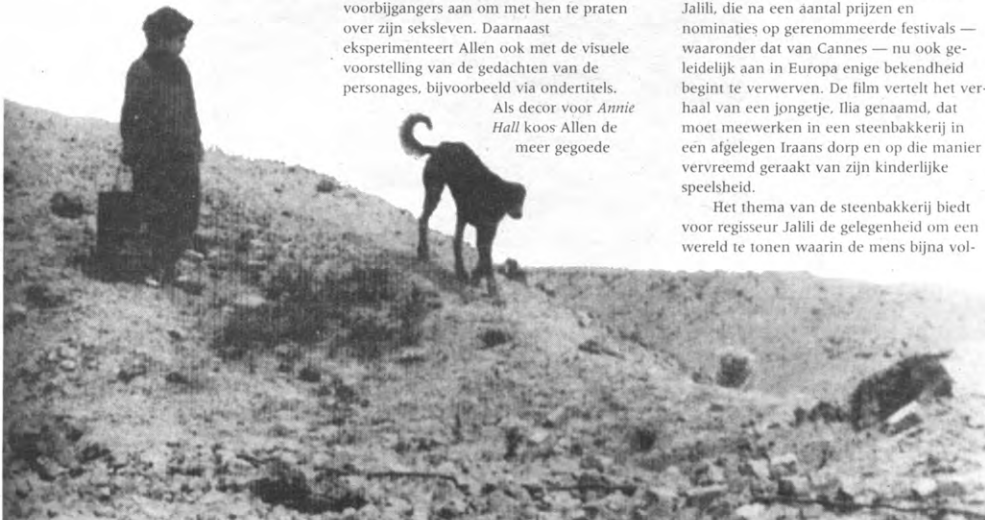 voorbijgangers aan om met hen te praten
over zijn seksleven. Daarnaast
eksperimenteert Allen ook met de visuele
voorstelling van de gedachten van de
personages, bijvoorbeeld via ondertitels.
Als decor voor Annie
Hall koos Allen de
meer gegoede
Jalili, die na een aantal prijzen en
nominaties op gerenommeerde festivals —
waaronder dat van Cannes — nu ook ge-
leidelijk aan in Europa enige bekendheid
begint te verwerven. De film vertelt het ver-
haal van een jongetje, Ilia genaamd, dat
moet meewerken in een steenbakkerij in
een afgelegen Iraans dorp en op die manier
vervreemd geraakt van zijn kinderlijke
speelsheid.
Het thema van de steenbakkerij biedt
voor regisseur Jalili de gelegenheid om een
wereld te tonen waarin de mens bijna vol-